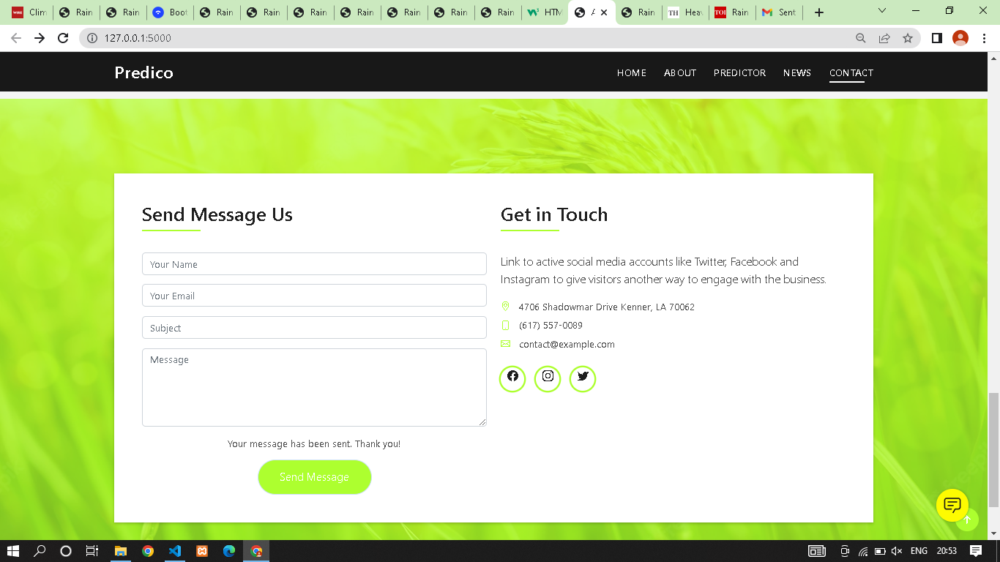 WIRE Clim Rain Rain Boot Rain Rain Rain Rain Rain Rain Rain HTM A Rain TH Hea TOI Rain Sent
127.0.0.1:5000
Predico HOME ABOUT PREDICTOR NEWS CONTACT
Send Message Us
Your Name
Your Email
Subject
Message
Your message has been sent. Thank you!
Send Message
Get in Touch
Link to active social media accounts like Twitter, Facebook and
Instagram to give visitors another way to engage with the business.
4706 Shadowmar Drive Kenner, LA 70062
(617) 557-0089
contact@example.com
ENG 20:53